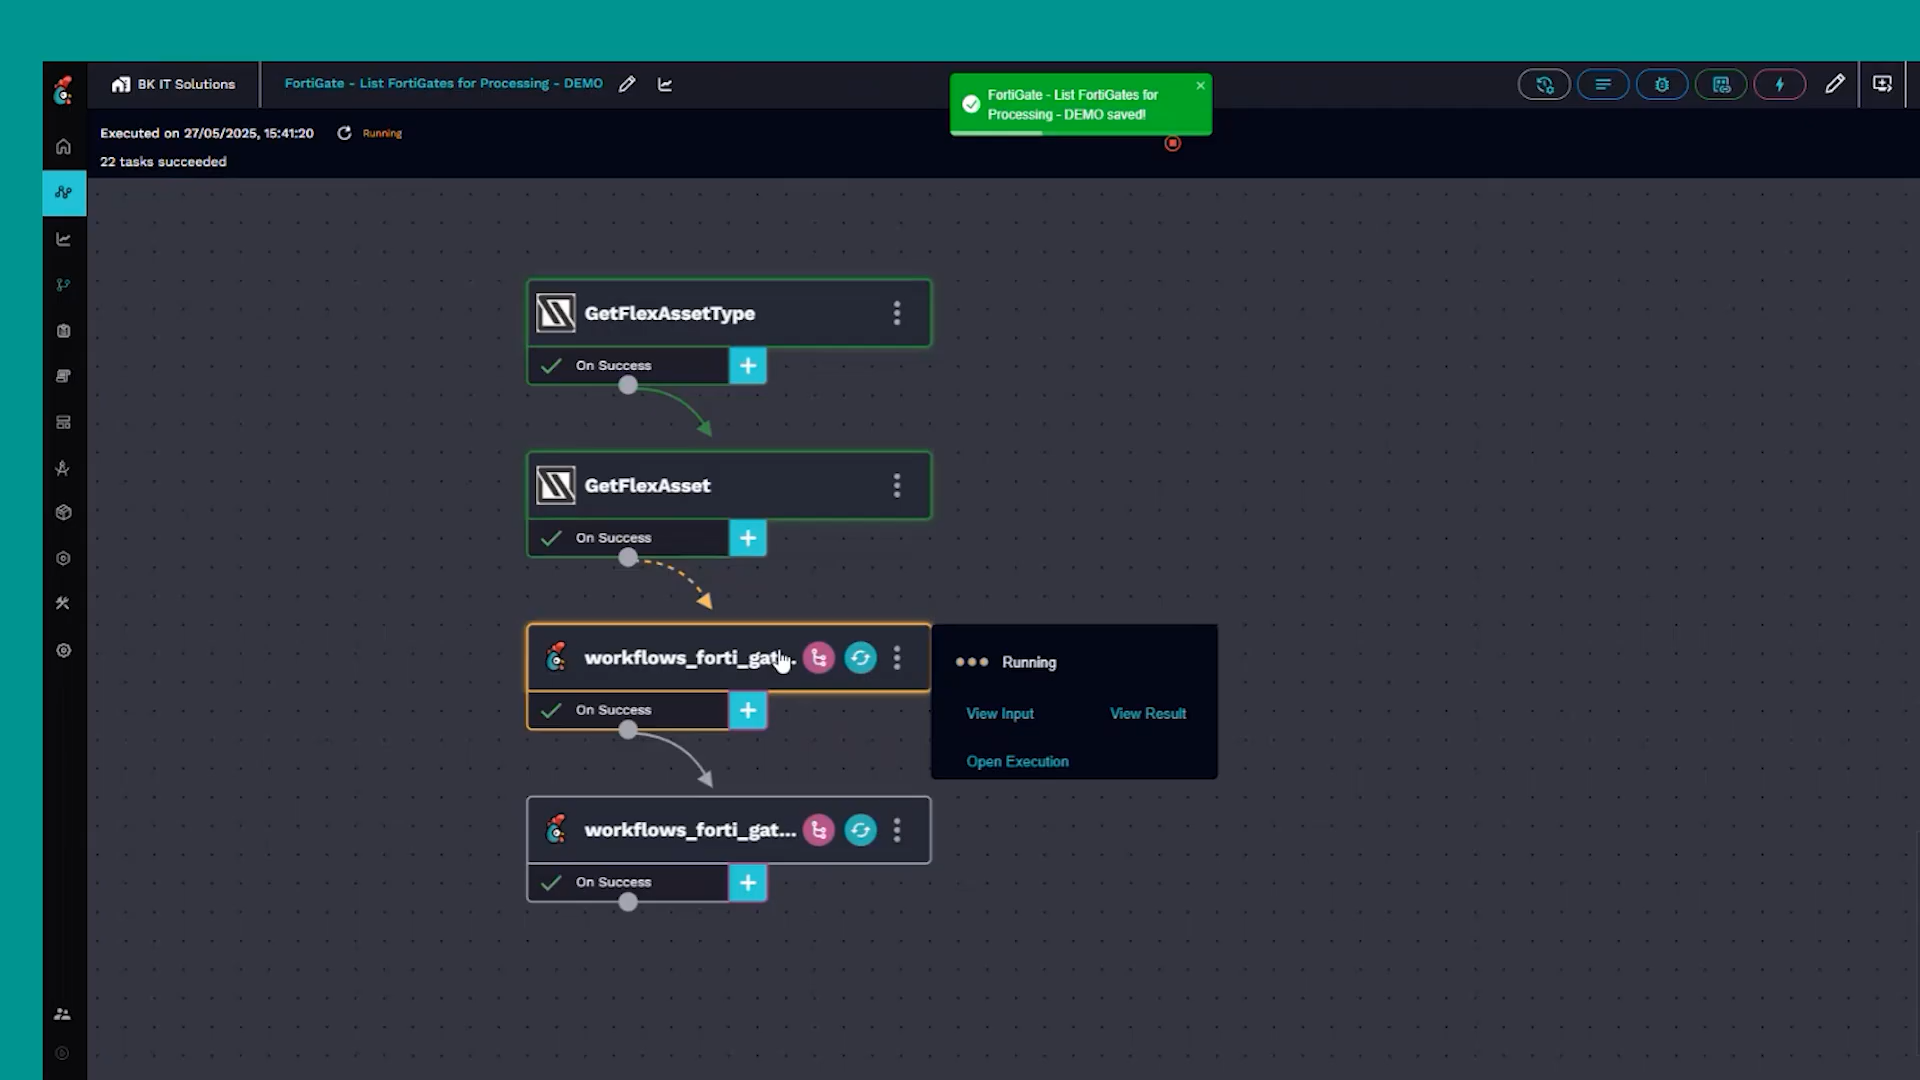 BK IT Solutions
FortiGate - List FortiGates for Processing - DEMO
FortiGate - List FortiGates for
Processing - DEMO saved!
Executed on 27/05/2025, 15:41:20
Running
22 tasks succeeded
GetFlexAssetType
On Success
GetFlexAsset
On Success
workflows_forti_gat...
On Success
Running
View Input
View Result
Open Execution
workflows_forti_gat...
On Success